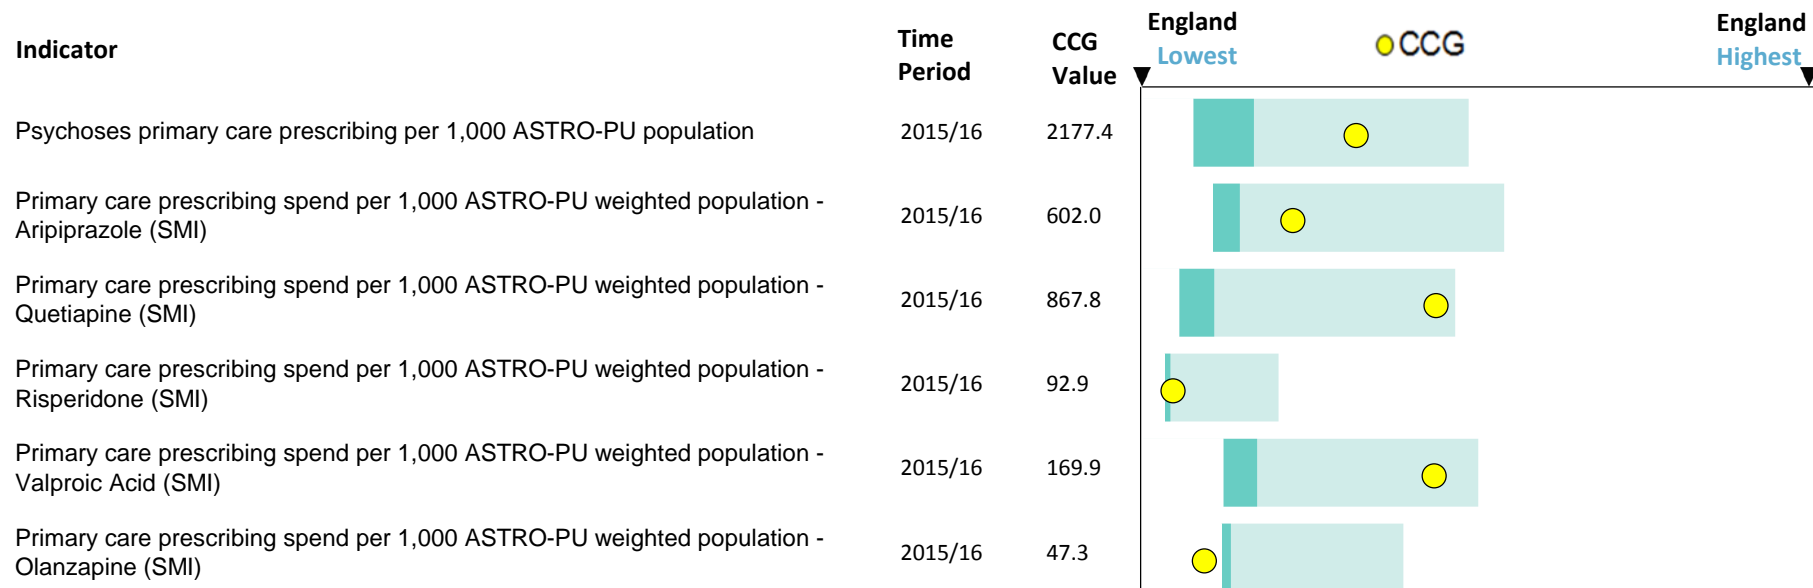 Indicator
Time
Period
CCG
Value
England
Lowest
CCG
England
Highest
Psychoses primary care prescribing per 1,000 ASTRO-PU population 2015/16 2177.4
Primary care prescribing spend per 1,000 ASTRO-PU weighted population -
Aripiprazole (SMI) 2015/16 602.0
Primary care prescribing spend per 1,000 ASTRO-PU weighted population -
Quetiapine (SMI) 2015/16 867.8
Primary care prescribing spend per 1,000 ASTRO-PU weighted population -
Risperidone (SMI) 2015/16 92.9
Primary care prescribing spend per 1,000 ASTRO-PU weighted population -
Valproic Acid (SMI) 2015/16 169.9
Primary care prescribing spend per 1,000 ASTRO-PU weighted population -
Olanzapine (SMI) 2015/16 47.3